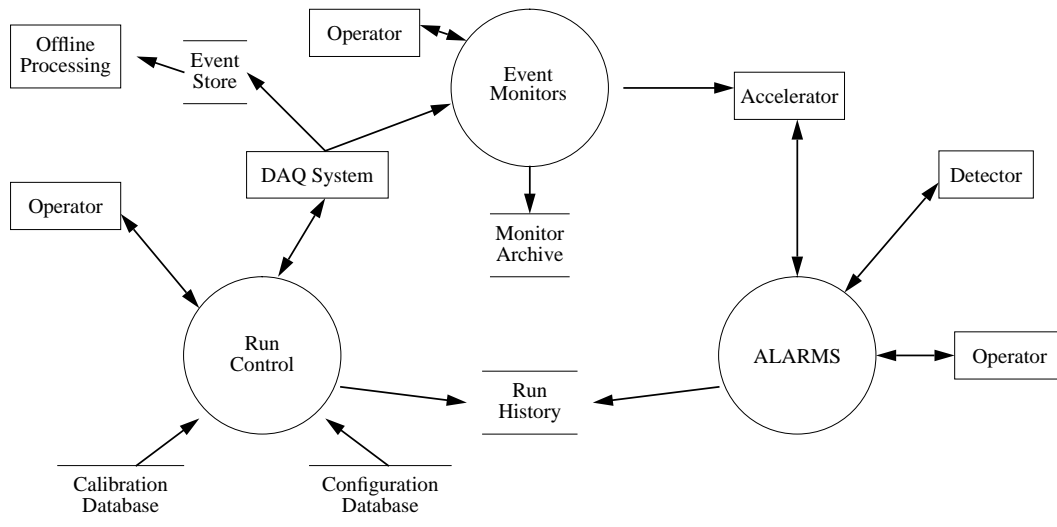 Offline
Processing
Event
Store
Operator
Event
Monitors
Accelerator
DAQ System
Detector
Operator
Monitor
Archive
Run
Control
ALARMS
Operator
Run
History
Calibration
Database
Configuration
Database